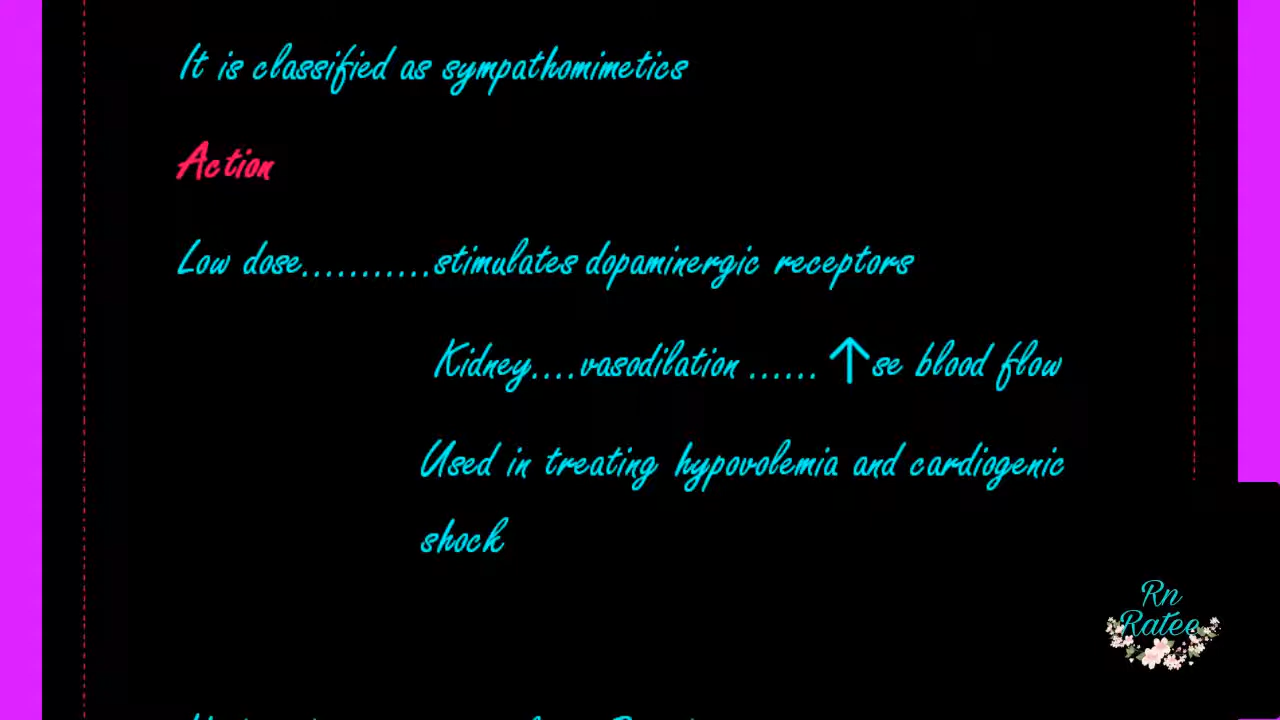 It is classified as sympathomimetics
Action
Low dose...........stimulates dopaminergic receptors
Kidney....vasodilation ...... ↑se blood flow
Used in treating hypovolemia and cardiogenic
shock
Rn
Ratee